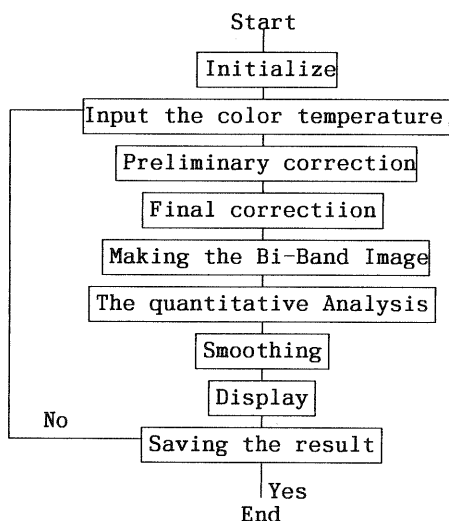 Start
Initialize
Input the color temperature.
Preliminary correction
Final correctiion
Making the Bi-Band Image
The quantitative Analysis
Smoothing
Display
No
Saving the result
Yes
End